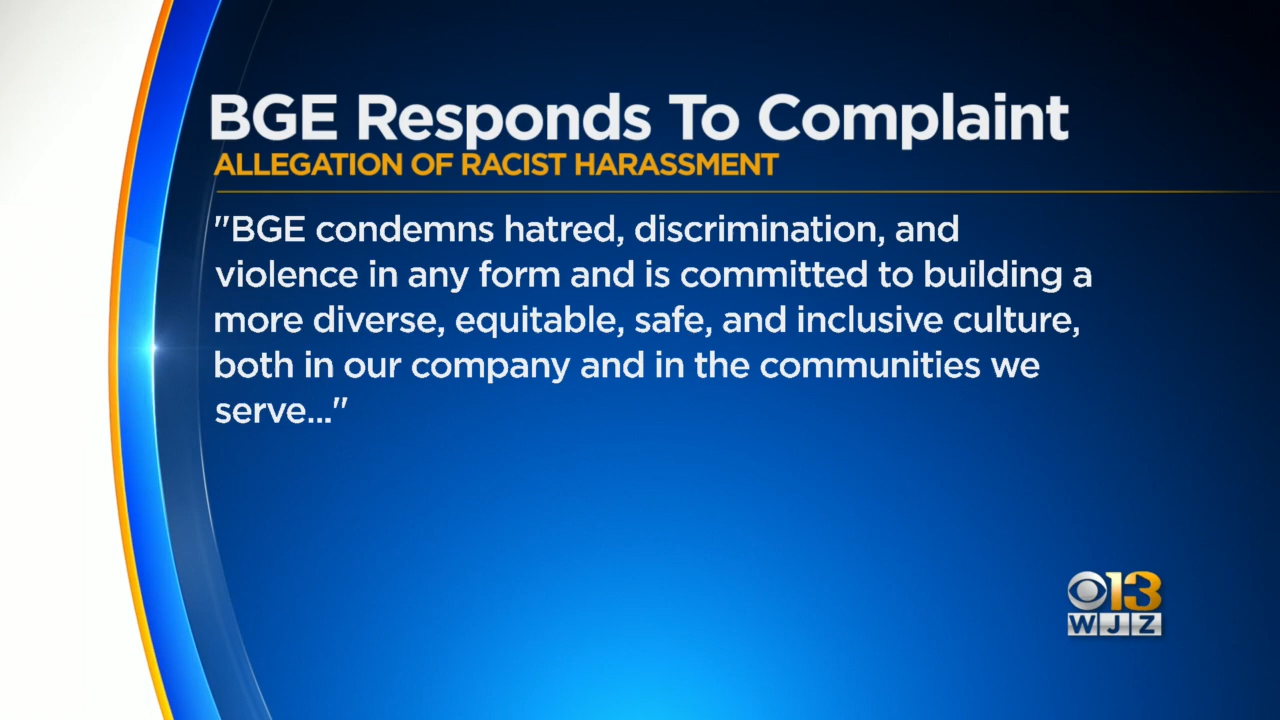 BGE Responds To Complaint
ALLEGATION OF RACIST HARASSMENT
"BGE condemns hatred, discrimination, and
violence in any form and is committed to building a
more diverse, equitable, safe, and inclusive culture,
both in our company and in the communities we
serve..."
13
WJZ